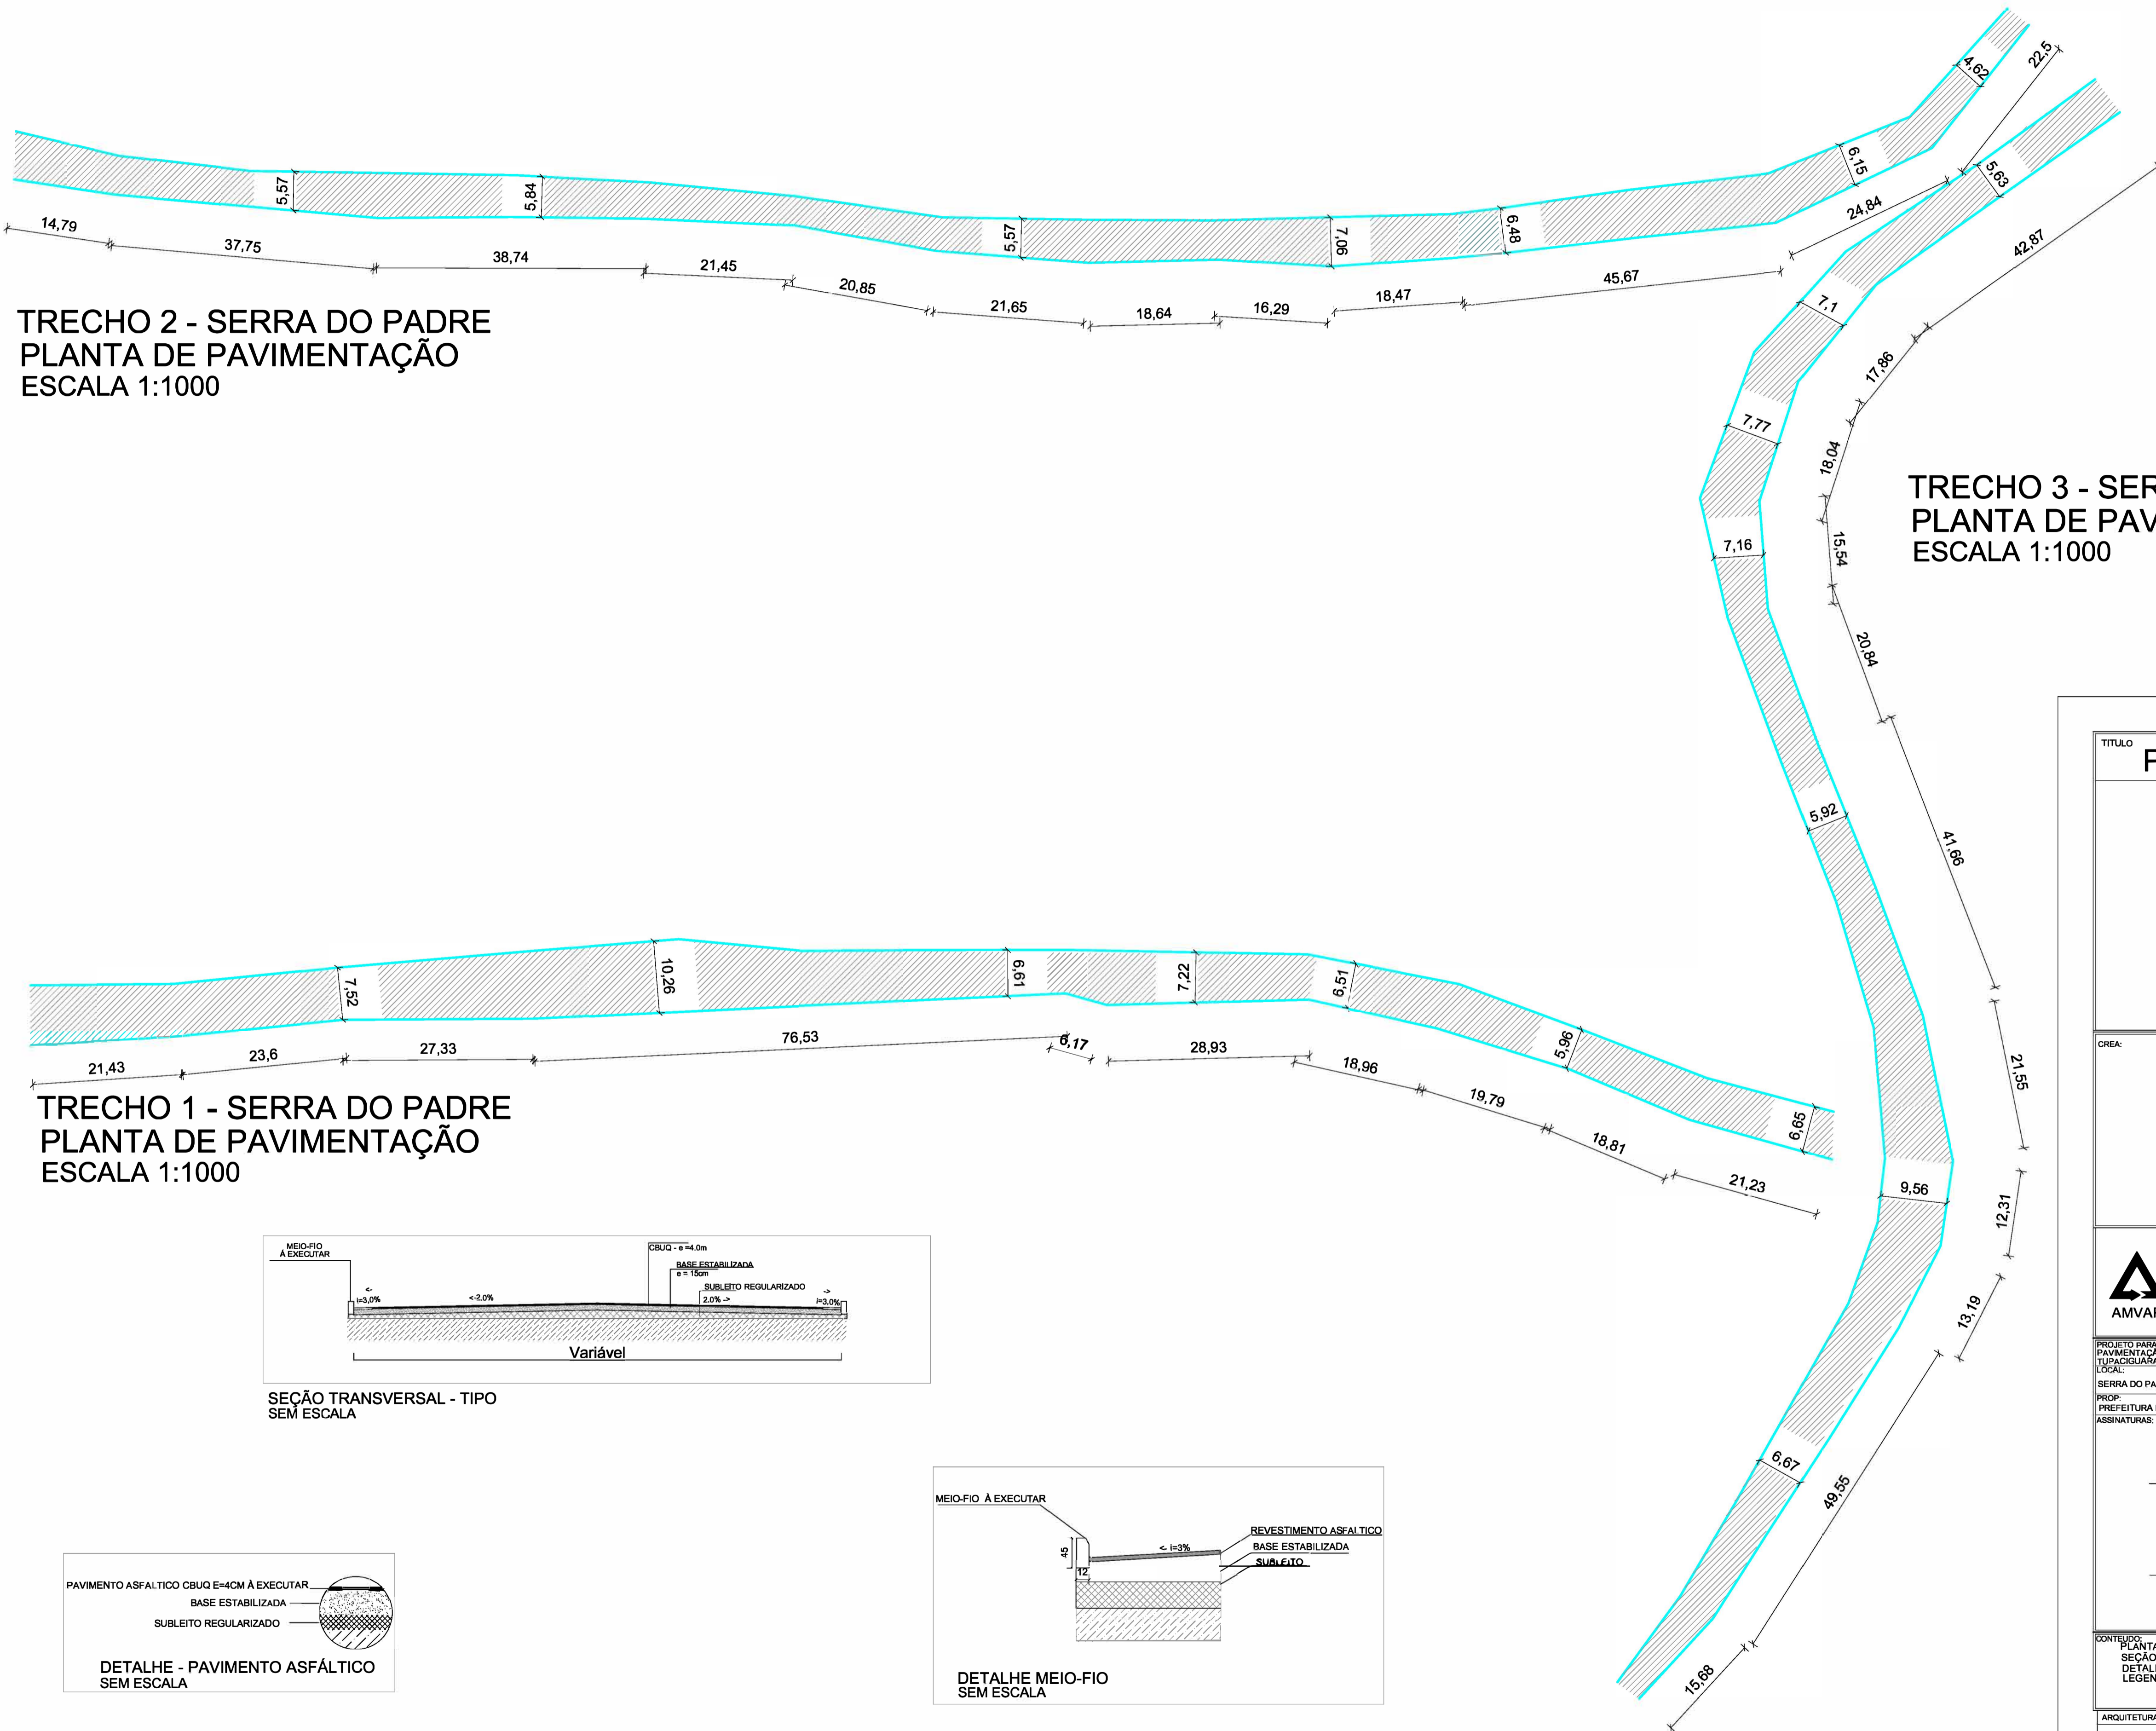 4,62
22,5
5,57
5,84
5,57
7,06
6,48
6,15
5,63
14,79
37,75
38,74
21,45
20,85
21,65
18,64
16,29
18,47
45,67
24,84
42,87
TRECHO 2 - SERRA DO PADRE
PLANTA DE PAVIMENTAÇÃO
ESCALA 1:1000
7,1
17,86
7,77
18,04
7,16
15,54
20,84
TRECHO 3 - SER
PLANTA DE PAV
ESCALA 1:1000
5,92
41,66
21,55
9,56
12,31
13,19
6,67
49,55
15,68
7,52
10,26
6,61
7,22
6,51
5,96
6,65
21,43
23,6
27,33
76,53
6,17
28,93
18,96
19,79
18,81
21,23
TRECHO 1 - SERRA DO PADRE
PLANTA DE PAVIMENTAÇÃO
ESCALA 1:1000
MEIO-FIO
À EXECUTAR
CBUQ - e =4.0m
BASE ESTABILIZADA
e = 15cm
SUBLEITO REGULARIZADO
<-
i=3,0%
<-2.0%
2.0% ->
->
i=3.0%
Variável
SEÇÃO TRANSVERSAL - TIPO
SEM ESCALA
MEIO-FIO À EXECUTAR
45
12
<- i=3%
REVESTIMENTO ASFALTICO
BASE ESTABILIZADA
SUBLEITO
DETALHE MEIO-FIO
SEM ESCALA
PAVIMENTO ASFALTICO CBUQ E=4CM À EXECUTAR
BASE ESTABILIZADA
SUBLEITO REGULARIZADO
DETALHE - PAVIMENTO ASFÁLTICO
SEM ESCALA
TITULO
CREA:
PROJETO PARA
LOCAL:
SERRA DO PA
PROP:
PREFEITURA
ASSINATURAS:
CONTEUDO:
PLANTA
SEÇÃO
DETAL
LEGEN
ARQUITETURA